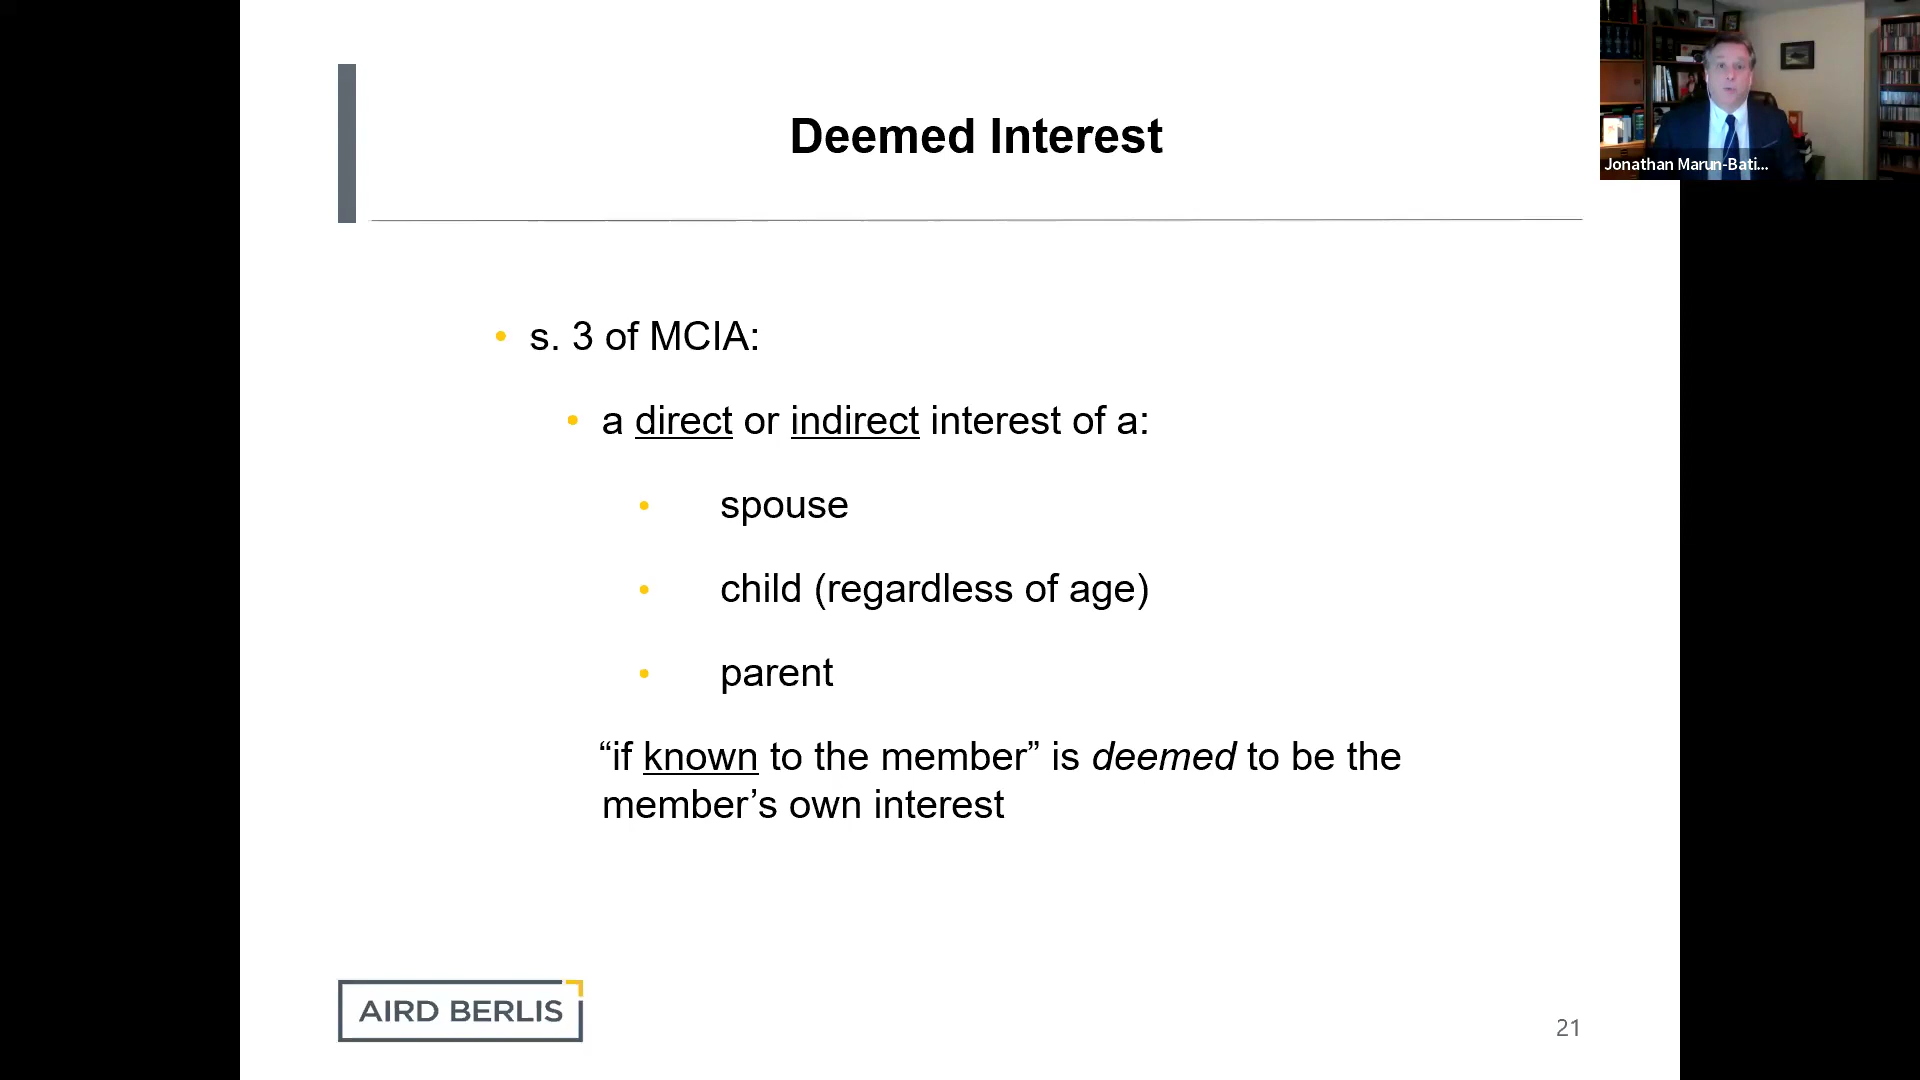 Deemed Interest
Jonathan Marun-Bati...
• s. 3 of MCIA:
• a direct or indirect interest of a:
• spouse
• child (regardless of age)
• parent
“if known to the member” is deemed to be the
member’s own interest
AIRD BERLIS
21